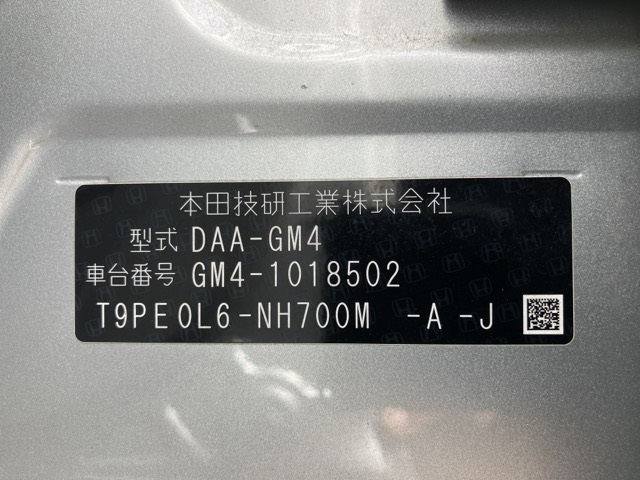 本田技研工業株式会社
型式 DAA-GM4
車台番号 GM4-1018502
T9PE0L6-NH700M -A -J